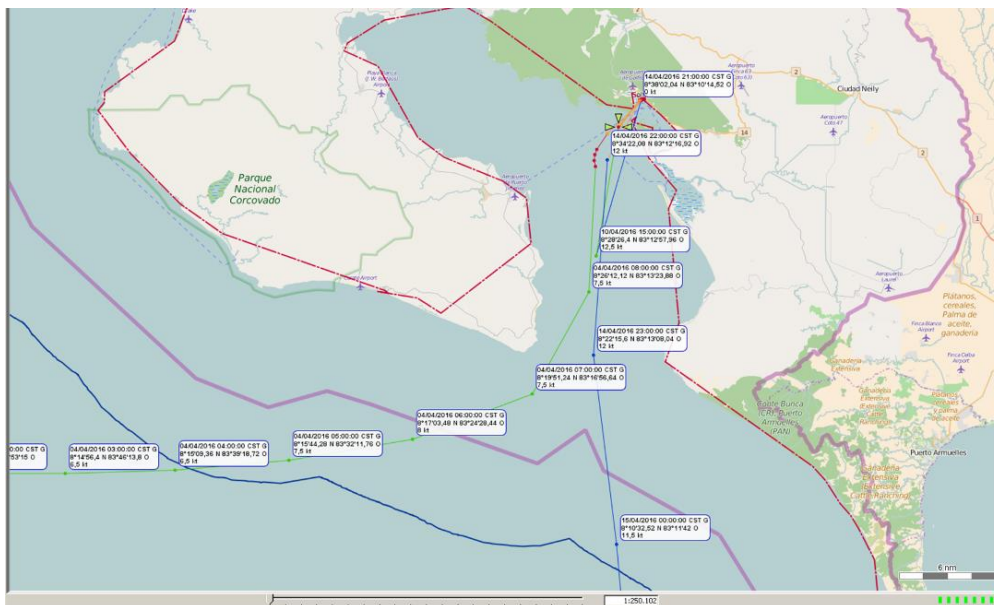 14/04/2016 21:00:00 CST G
8°38'02,04 N 83°10'14,52 O
0 kt
Ciudad Neily
2
2
14
1
14/04/2016 22:00:00 CST G
8°34'22,08 N 83°12'16,92 O
12 kt
Parque
Nacional
Corcovado
10/04/2016 15:00:00 CST G
8°28'26,4 N 83°12'57,96 O
12,5 kt
04/04/2016 08:00:00 CST G
8°26'12,12 N 83°13'23,88 O
7,5 kt
Plátanos,
cereales,
Palma de
aceite,
ganadería
14/04/2016 23:00:00 CST G
8°22'15,6 N 83°13'08,04 O
12 kt
04/04/2016 07:00:00 CST G
8°19'51,24 N 83°16'56,64 O
7,5 kt
04/04/2016 06:00:00 CST G
8°17'03,48 N 83°24'28,44 O
8 kt
04/04/2016 05:00:00 CST G
8°15'44,28 N 83°32'11,76 O
7,5 kt
04/04/2016 04:00:00 CST G
8°15'09,36 N 83°39'18,72 O
6,5 kt
04/04/2016 03:00:00 CST G
8°14'56,4 N 83°46'13,8 O
6,5 kt
00:00 CST G
°53'15 O
Puerto Armuelles
15/04/2016 00:00:00 CST G
8°10'32,52 N 83°11'42 O
11,5 kt
6 nm
1:250.102